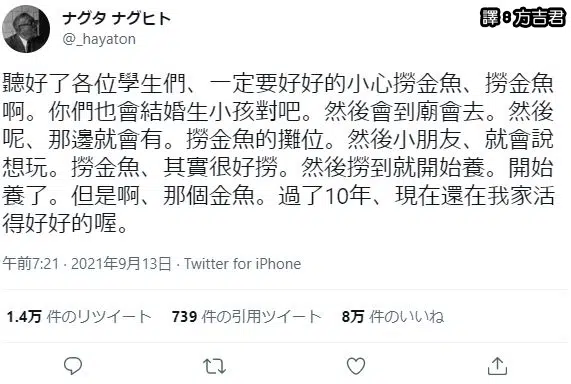 ナグタ ナグヒト
@_hayaton
譯8方吉君
聽好了各位學生們、一定要好好的小心撈金魚、撈金魚
啊。你們也會結婚生小孩對吧。然後會到廟會去。然後
呢、那邊就會有。撈金魚的攤位。然後小朋友、就會說
想玩。撈金魚、其實很好撈。然後撈到就開始養。開始
養了。但是啊、那個金魚。過了10年、現在還在我家活
得好好的喔。
午前7:21 · 2021年9月13日 · Twitter for iPhone
1.4万 件のリツイート 739 件の引用ツイート 8万 件のいいね